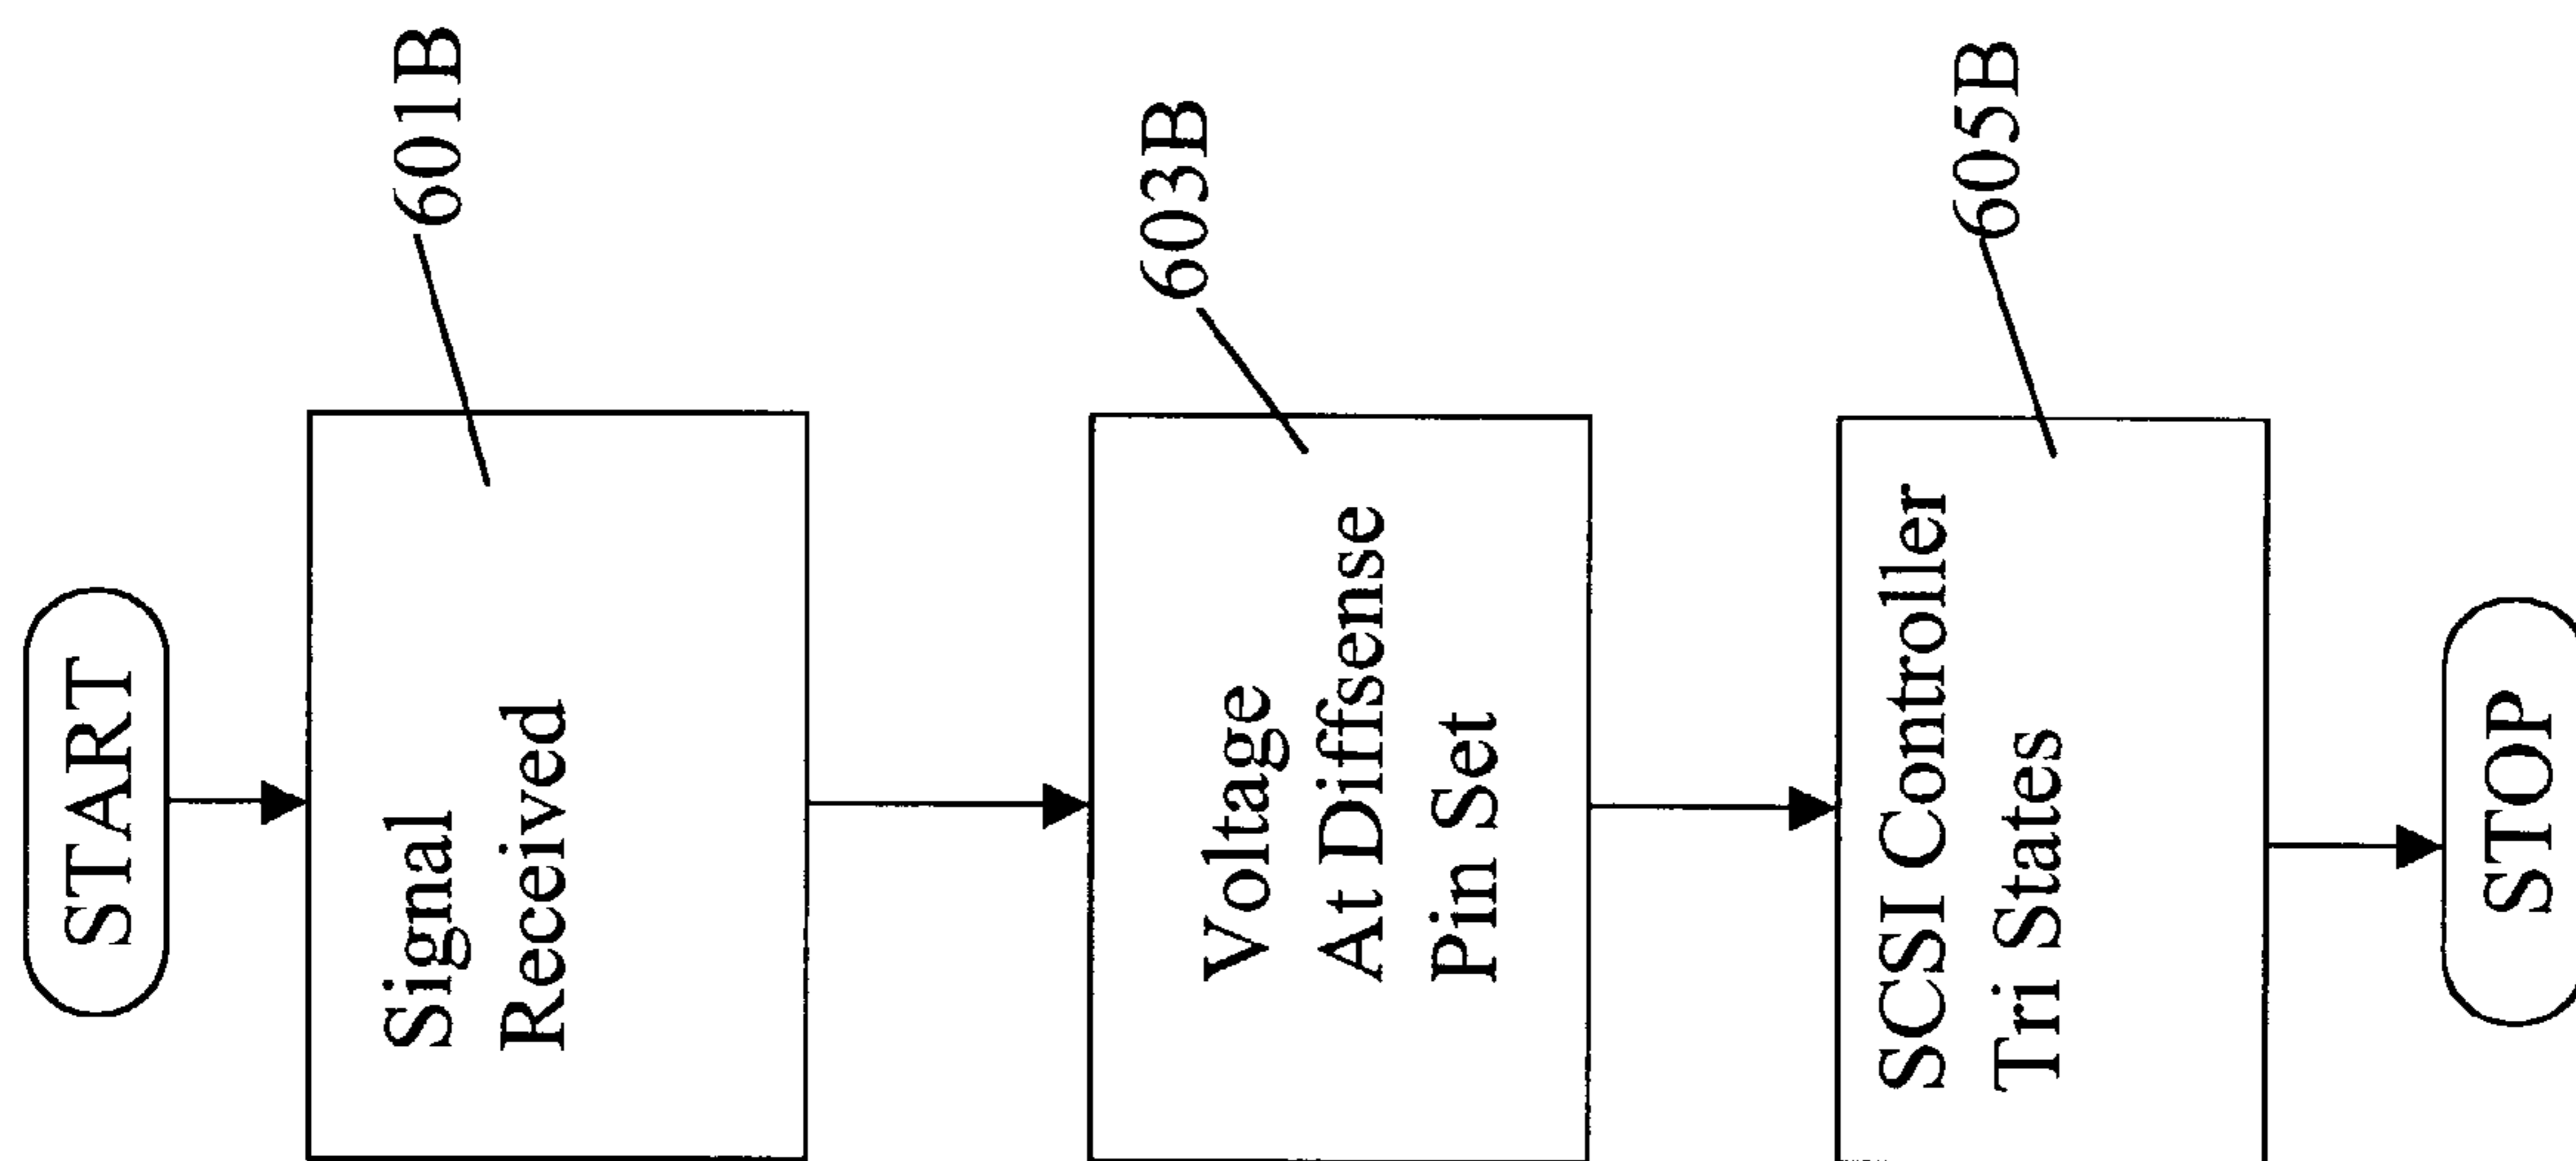 START
Signal
Received
601B
Voltage
At Diffsense
Pin Set
603B
SCSI Controller
Tri States
605B
STOP